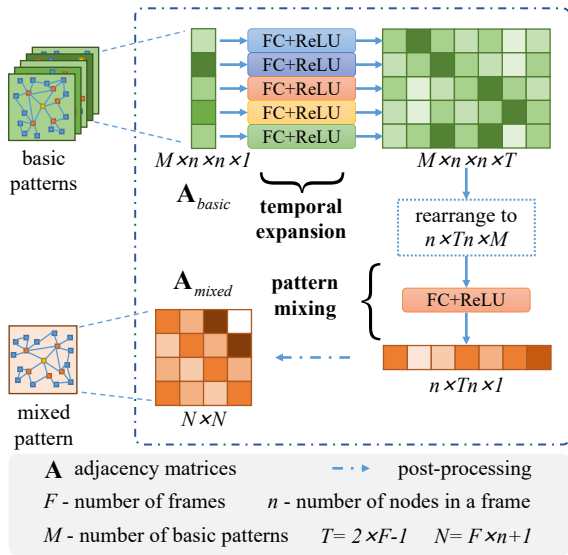 FC+ReLU
FC+ReLU
FC+ReLU
FC+ReLU
FC+ReLU
basic
patterns
M×n×n×1
M×n×n×T
A_basic
temporal
expansion
rearrange to
n×Tn×M
pattern
mixing
FC+ReLU
A_mixed
n×Tn×1
N×N
mixed
pattern
A adjacency matrices
post-processing
F - number of frames
n - number of nodes in a frame
M - number of basic patterns
T= 2×F-1
N= F×n+1